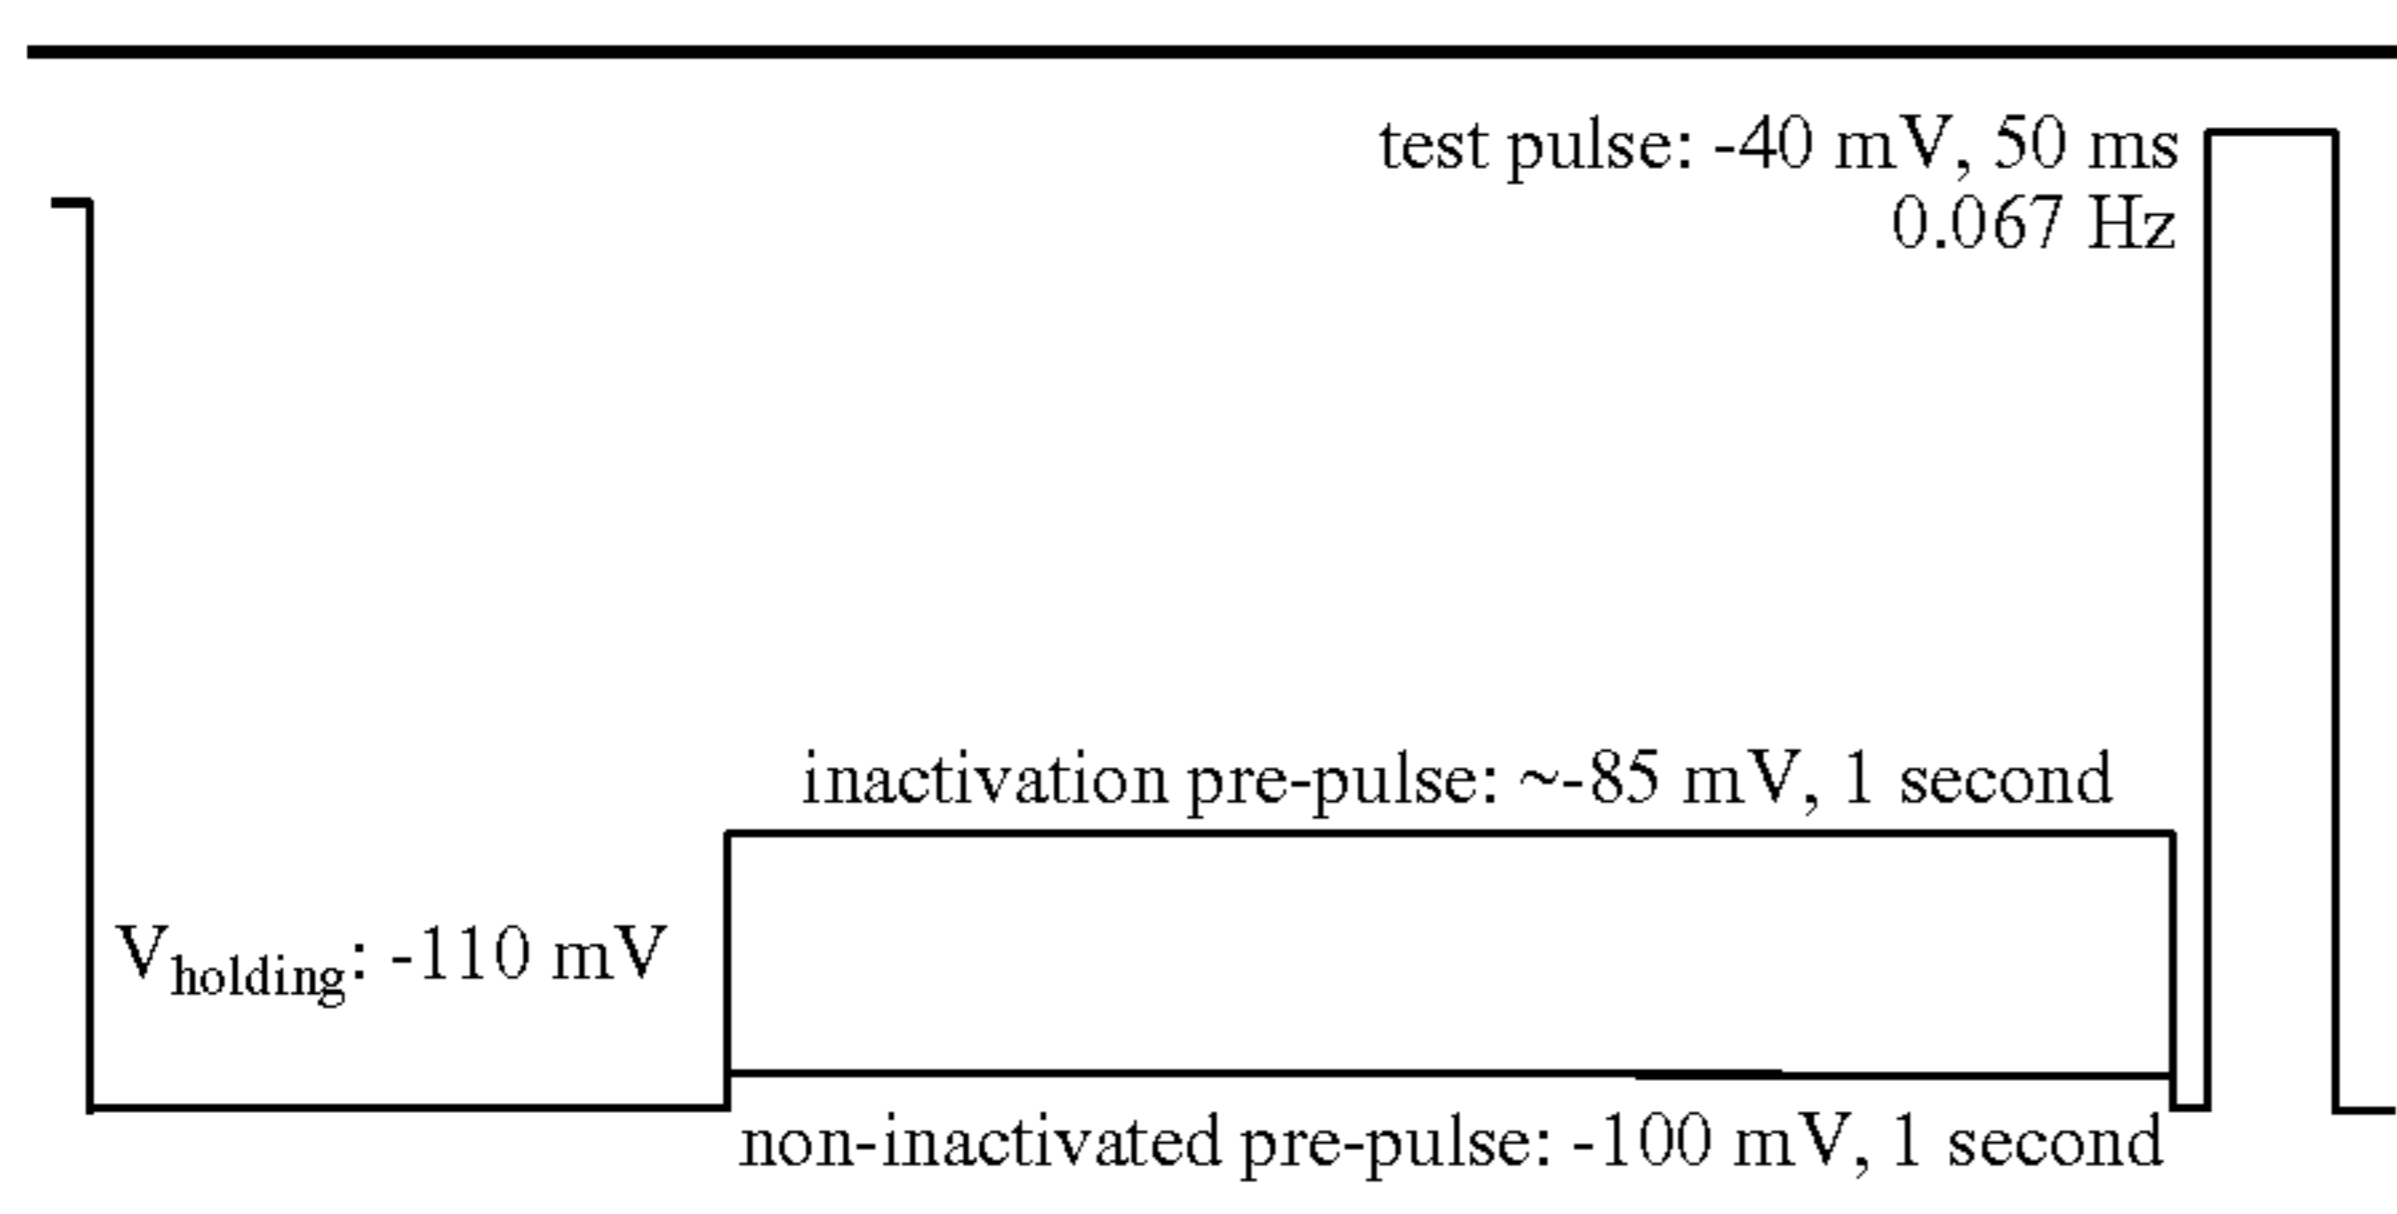 test pulse: -40 mV, 50 ms
0.067 Hz
inactivation pre-pulse: ~-85 mV, 1 second
Vholding: -110 mV
non-inactivated pre-pulse: -100 mV, 1 second